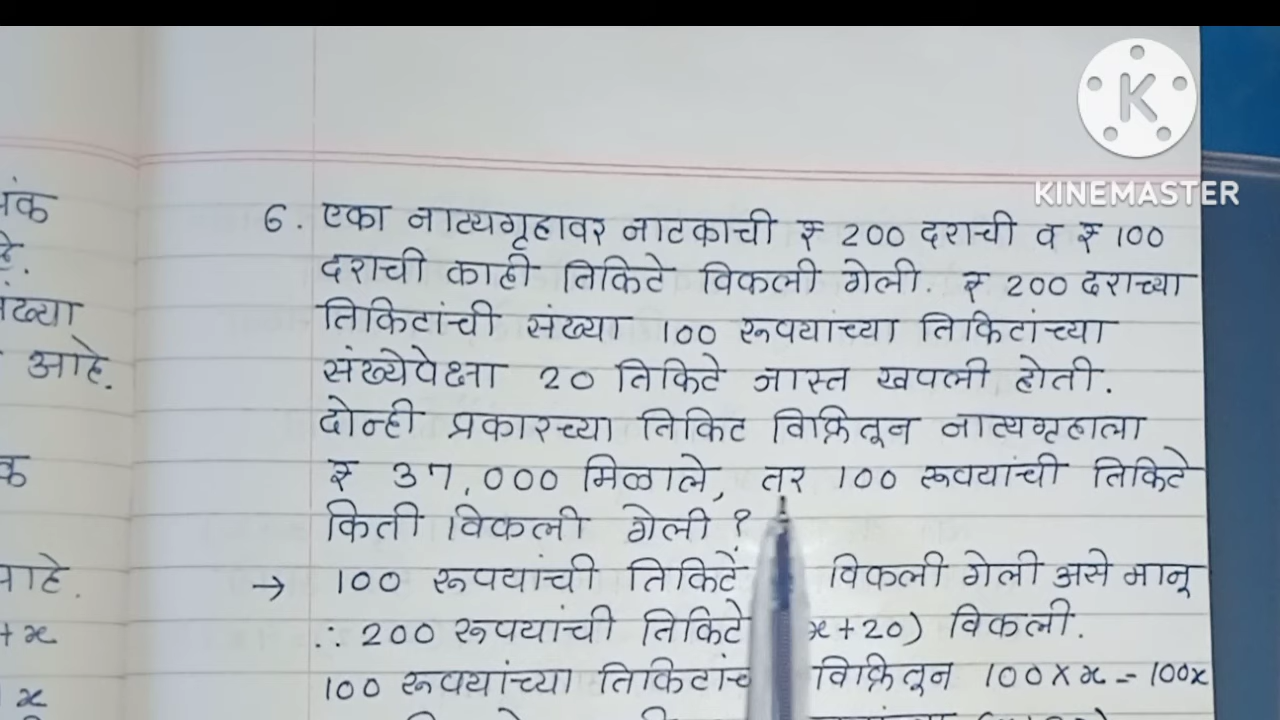 KINEMASTER
संख्या
आहे.
6. एका नाट्यगृहावर नाटकाची ₹ 200 दराची व ₹ 100
दराची काही तिकिटे विकली गेली. ₹ 200 दराच्या
तिकिटांची संख्या 100 रूपयांच्या तिकिटांच्या
संख्येपेक्षा 20 तिकिटे जास्त खपली होती.
दोन्ही प्रकारच्या तिकिट विक्रितून नाट्यगृहाला
₹ 37,000 मिळाले, तर 100 रूपयांची तिकिटे
किती विकली गेली ?
→ 100 रूपयांची तिकिटे विकली गेली असे मानू
∴ 200 रूपयांची तिकिटे x+20) विकली.
100 रूपयांच्या विक्रितून 100 × x = 100x
+ x
x